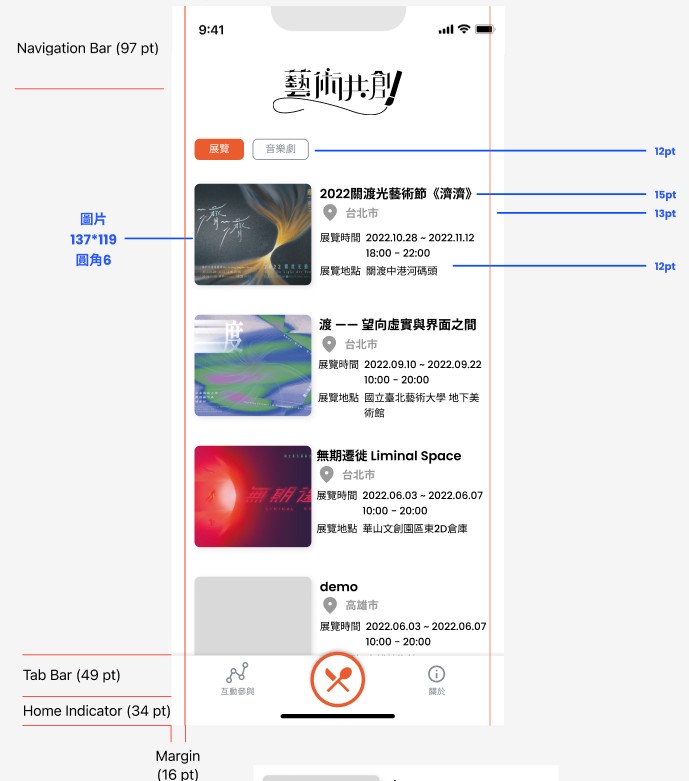 9:41
Navigation Bar (97 pt)
藝術共創
展覽
音樂劇
12pt
2022關渡光藝術節《濟濟》
15pt
台北市
13pt
圖片
137*119
圓角6
展覽時間 2022.10.28 ~ 2022.11.12
18:00 - 22:00
展覽地點 關渡中港河碼頭
12pt
渡 —— 望向虛實與界面之間
台北市
展覽時間 2022.09.10 ~ 2022.09.22
10:00 - 20:00
展覽地點 國立臺北藝術大學 地下美
術館
度
無期遷徙 Liminal Space
台北市
展覽時間 2022.06.03 ~ 2022.06.07
10:00 - 20:00
展覽地點 華山文創園區東2D倉庫
無期遷
demo
高雄市
展覽時間 2022.06.03 ~ 2022.06.07
10:00 - 20:00
Tab Bar (49 pt)
互動參與
關於
Home Indicator (34 pt)
Margin
(16 pt)